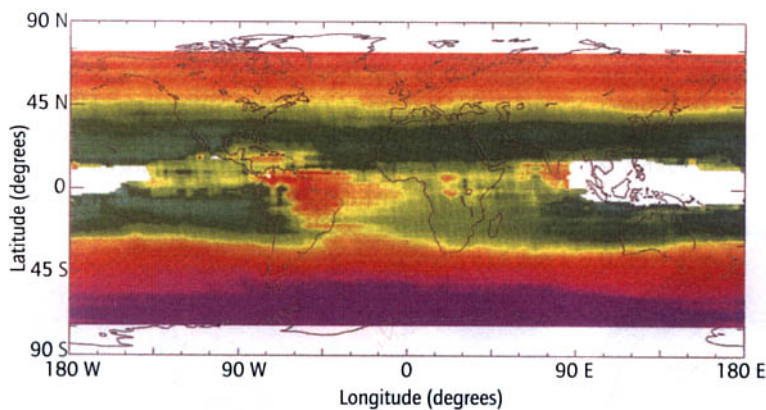 90 N
45 N
0
45 S
90 S
Latitude (degrees)
180 W
90 W
0
90 E
180 E
Longitude (degrees)